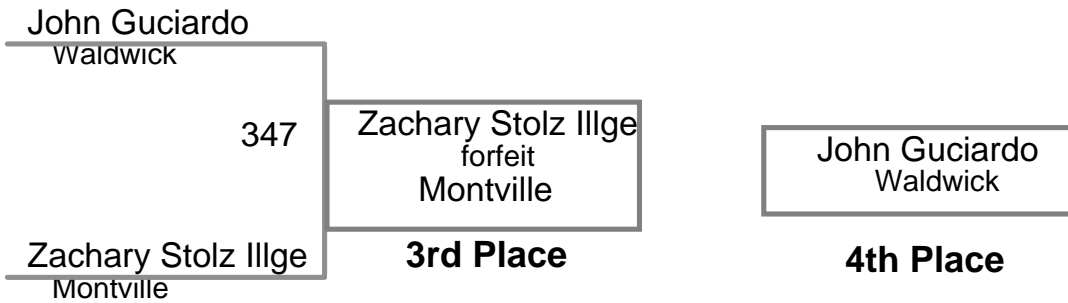 John Guciardo
Waldwick
347
Zachary Stolz Illge
forfeit
Montville
3rd Place
Zachary Stolz Illge
Montville
John Guciardo
Waldwick
4th Place